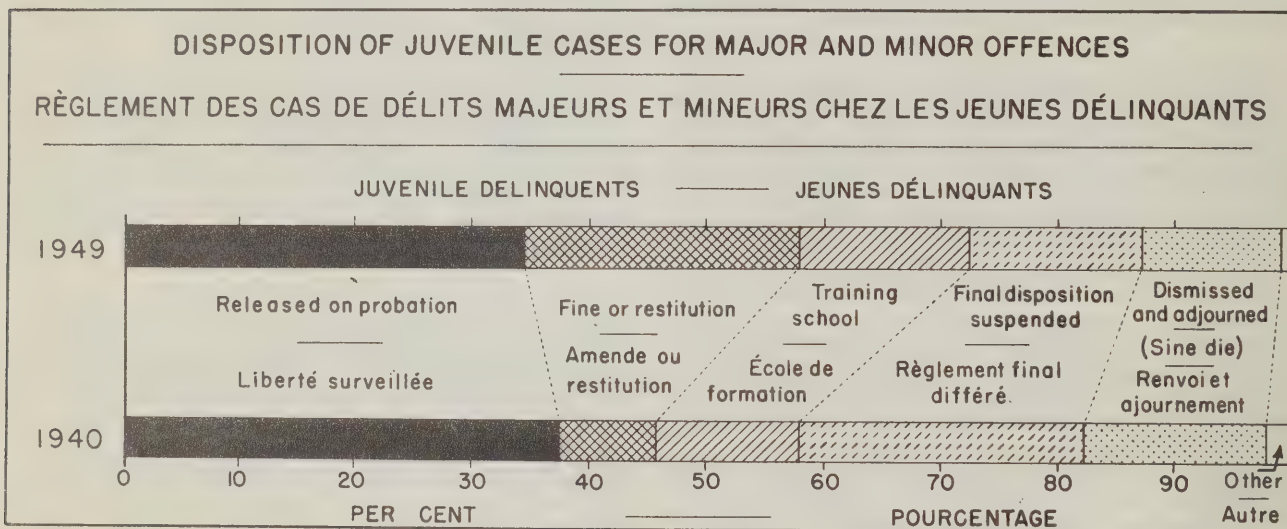 DISPOSITION OF JUVENILE CASES FOR MAJOR AND MINOR OFFENCES
RÈGLEMENT DES CAS DE DÉLITS MAJEURS ET MINEURS CHEZ LES JEUNES DÉLINQUANTS
JUVENILE DELINQUENTS — JEUNES DÉLINQUANTS
1949
Released on probation
Liberté surveillée
Fine or restitution
Amende ou
restitution
Training
school
École de
formation
Final disposition
suspended
Règlement final
différé.
Dismissed
and adjourned
(Sine die)
Renvoi et
ajournement
1940
0 10 20 30 40 50 60 70 80 90
Other
Autre
PER CENT — POURCENTAGE